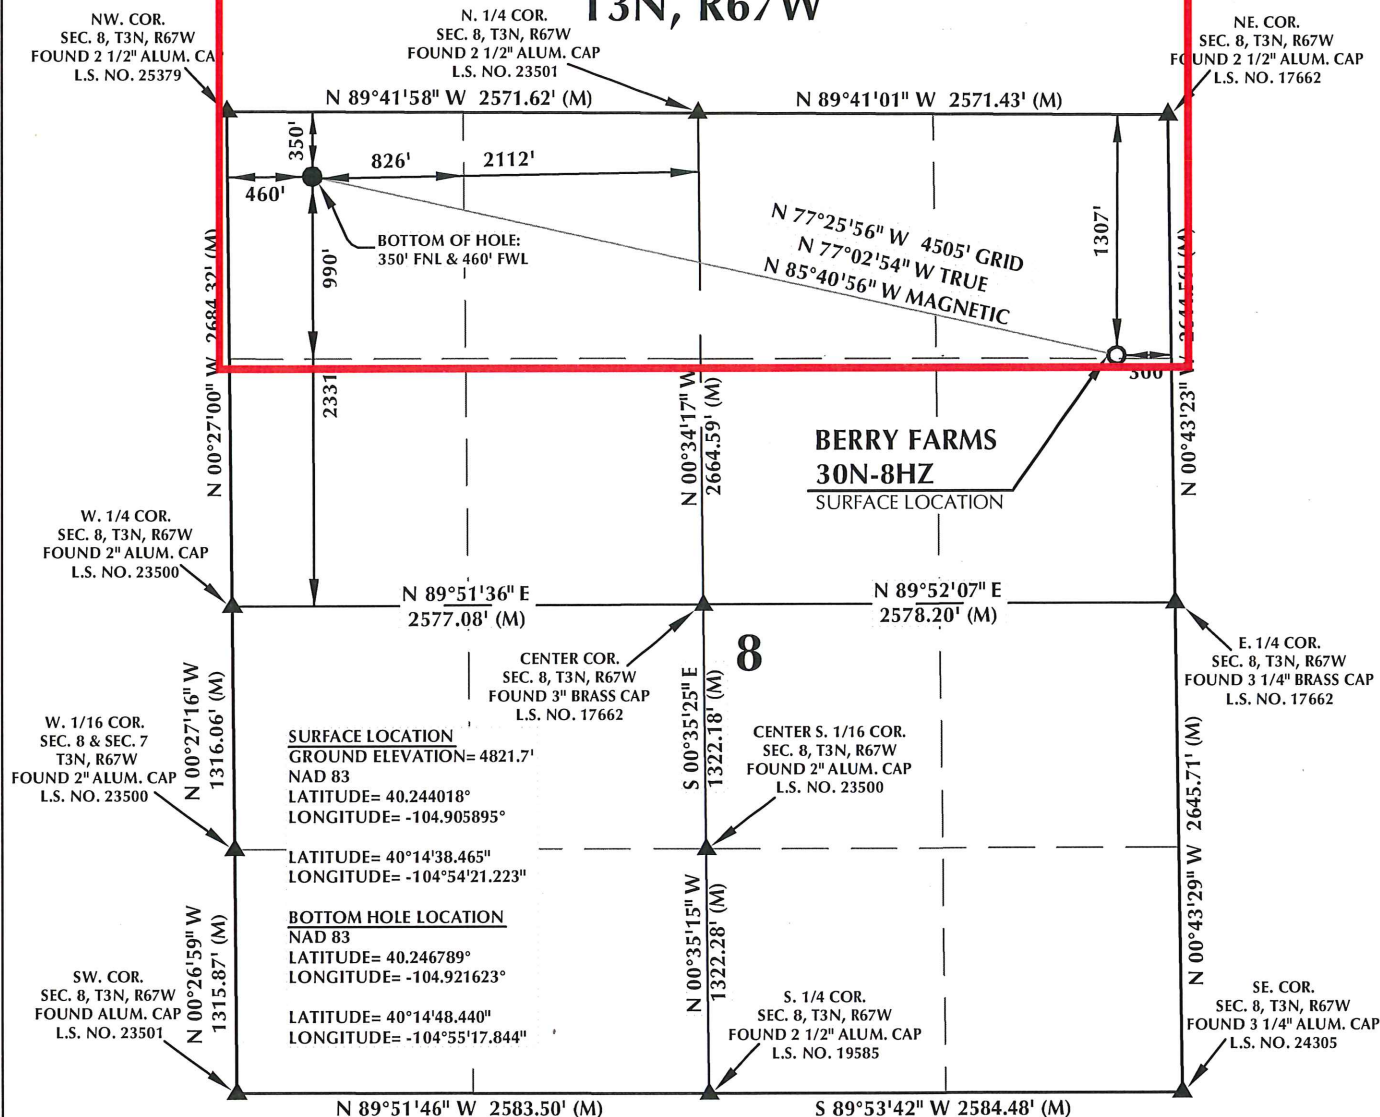 T3N, R67W
NW. COR.
SEC. 8, T3N, R67W
FOUND 2 1/2" ALUM. CAP
L.S. NO. 25379
N. 1/4 COR.
SEC. 8, T3N, R67W
FOUND 2 1/2" ALUM. CAP
L.S. NO. 23501
NE. COR.
SEC. 8, T3N, R67W
FOUND 2 1/2" ALUM. CAP
L.S. NO. 17662
N 89°41'58" W 2571.62' (M)
N 89°41'01" W 2571.43' (M)
350'
826'
2112'
460'
BOTTOM OF HOLE:
350' FNL & 460' FWL
990'
N 77°25'56" W 4505' GRID
N 77°02'54" W TRUE
N 85°40'56" W MAGNETIC
1307'
300
2331
N 00°27'00" W 2684.32' (M)
N 00°34'17" W
2664.59' (M)
N 00°43'23" W 2644.56' (M)
BERRY FARMS
30N-8HZ
SURFACE LOCATION
W. 1/4 COR.
SEC. 8, T3N, R67W
FOUND 2" ALUM. CAP
L.S. NO. 23500
N 89°51'36" E
2577.08' (M)
N 89°52'07" E
2578.20' (M)
8
CENTER COR.
SEC. 8, T3N, R67W
FOUND 3" BRASS CAP
L.S. NO. 17662
E. 1/4 COR.
SEC. 8, T3N, R67W
FOUND 3 1/4" BRASS CAP
L.S. NO. 17662
N 00°27'16" W
1316.06' (M)
S 00°35'25" E
1322.18' (M)
W. 1/16 COR.
SEC. 8 & SEC. 7
T3N, R67W
FOUND 2" ALUM. CAP
L.S. NO. 23500
CENTER S. 1/16 COR.
SEC. 8, T3N, R67W
FOUND 2" ALUM. CAP
L.S. NO. 23500
N 00°43'29" W 2645.71' (M)
SURFACE LOCATION
GROUND ELEVATION= 4821.7'
NAD 83
LATITUDE= 40.244018°
LONGITUDE= -104.905895°
LATITUDE= 40°14'38.465"
LONGITUDE= -104°54'21.223"
BOTTOM HOLE LOCATION
NAD 83
LATITUDE= 40.246789°
LONGITUDE= -104.921623°
LATITUDE= 40°14'48.440"
LONGITUDE= -104°55'17.844"
N 00°26'59" W
1315.87' (M)
N 00°35'15" W
1322.28' (M)
SW. COR.
SEC. 8, T3N, R67W
FOUND ALUM. CAP
L.S. NO. 23501
S. 1/4 COR.
SEC. 8, T3N, R67W
FOUND 2 1/2" ALUM. CAP
L.S. NO. 19585
SE. COR.
SEC. 8, T3N, R67W
FOUND 3 1/4" ALUM. CAP
L.S. NO. 24305
N 89°51'46" W 2583.50' (M)
S 89°53'42" W 2584.48' (M)